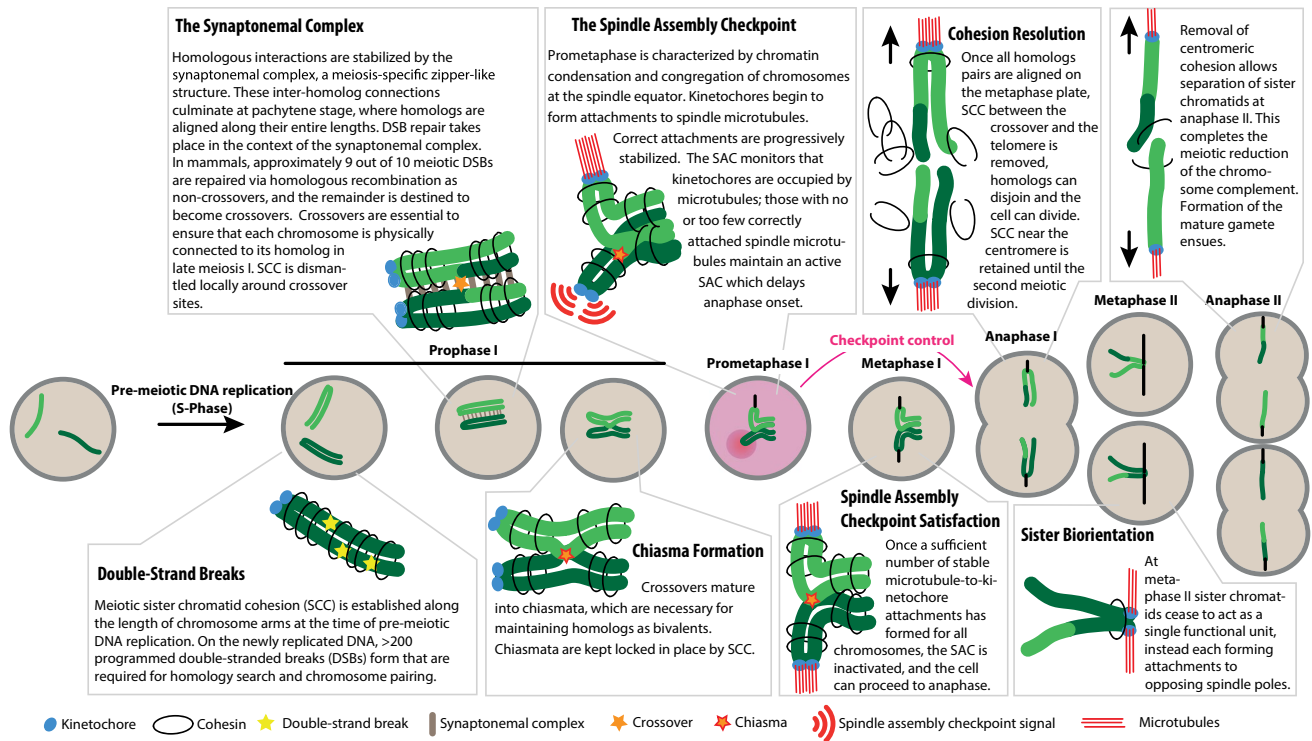 The Synaptonemal Complex
Homologous interactions are stabilized by the
synaptonemal complex, a meiosis-specific zipper-like
structure. These inter-homolog connections
culminate at pachytene stage, where homologs are
aligned along their entire lengths. DSB repair takes
place in the context of the synaptonemal complex.
In mammals, approximately 9 out of 10 meiotic DSBs
are repaired via homologous recombination as
non-crossovers, and the remainder is destined to
become crossovers. Crossovers are essential to
ensure that each chromosome is physically
connected to its homolog in
late meiosis I. SCC is disman-
tled locally around crossover
sites.
The Spindle Assembly Checkpoint
Prometaphase is characterized by chromatin
condensation and congregation of chromosomes
at the spindle equator. Kinetochores begin to
form attachments to spindle microtubules.
Correct attachments are progressively
stabilized. The SAC monitors that
kinetochores are occupied by
microtubules; those with no
or too few correctly
attached spindle microtu-
bules maintain an active
SAC which delays
anaphase onset.
Cohesion Resolution
Once all homologs
pairs are aligned on
the metaphase plate,
SCC between the
crossover and the
telomere is
removed,
homologs can
disjoin and the
cell can divide.
SCC near the
centromere is
retained until the
second meiotic
division.
Removal of
centromeric
cohesion allows
separation of sister
chromatids at
anaphase II. This
completes the
meiotic reduction
of the chromo-
some complement.
Formation of the
mature gamete
ensues.
Pre-meiotic DNA replication
(S-Phase)
Prophase I
Prometaphase I
Checkpoint control
Metaphase I
Anaphase I
Metaphase II
Anaphase II
Double-Strand Breaks
Meiotic sister chromatid cohesion (SCC) is established along
the length of chromosome arms at the time of pre-meiotic
DNA replication. On the newly replicated DNA, >200
programmed double-stranded breaks (DSBs) form that are
required for homology search and chromosome pairing.
Chiasma Formation
Crossovers mature
into chiasmata, which are necessary for
maintaining homologs as bivalents.
Chiasmata are kept locked in place by SCC.
Spindle Assembly
Checkpoint Satisfaction
Once a sufficient
number of stable
microtubule-to-ki-
netochore
attachments has
formed for all
chromosomes, the SAC is
inactivated, and the cell
can proceed to anaphase.
Sister Biorientation
At
meta-
phase II sister chromat-
ids cease to act as a
single functional unit,
instead each forming
attachments to
opposing spindle poles.
Kinetochore
Cohesin
Double-strand break
Synaptonemal complex
Crossover
Chiasma
Spindle assembly checkpoint signal
Microtubules